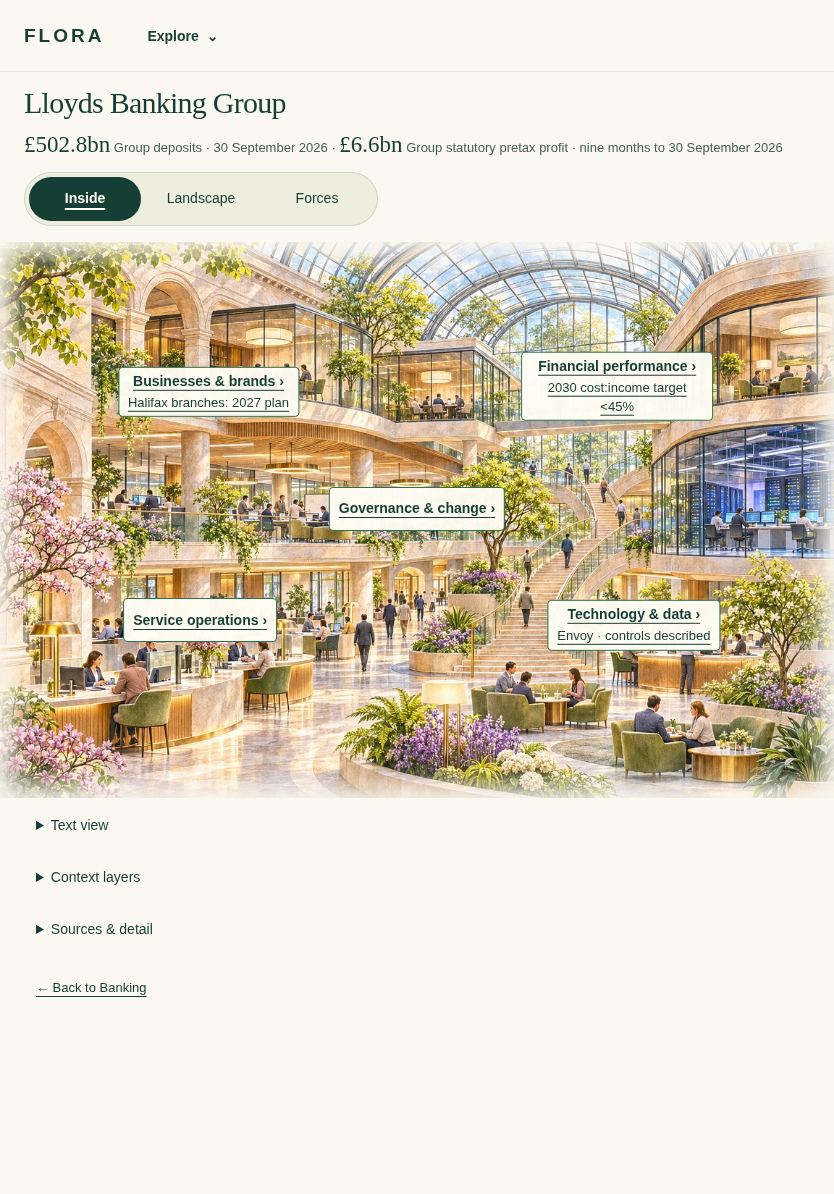 FLORA
Explore ⌄
Lloyds Banking Group
£502.8bn Group deposits · 30 September 2026 · £6.6bn Group statutory pretax profit · nine months to 30 September 2026
Inside
Landscape
Forces
Businesses & brands ›
Halifax branches: 2027 plan
Financial performance ›
2030 cost:income target
<45%
Governance & change ›
Service operations ›
Technology & data ›
Envoy · controls described
▶ Text view
▶ Context layers
▶ Sources & detail
← Back to Banking